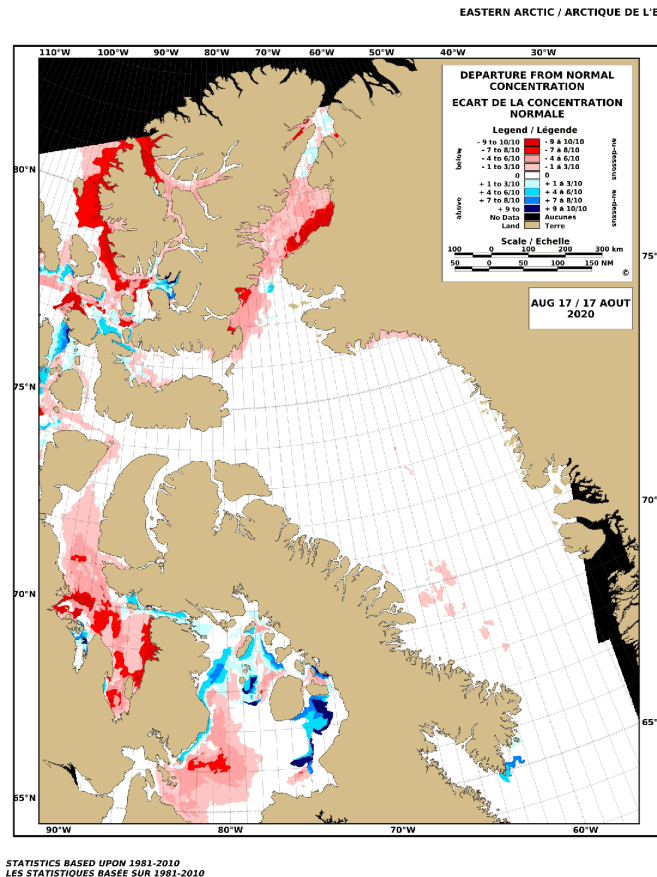 EASTERN ARCTIC / ARCTIQUE DE L'E
110°W 100°W 90°W 80°W 70°W 60°W 50°W 40°W 30°W
DEPARTURE FROM NORMAL
CONCENTRATION
ECART DE LA CONCENTRATION
NORMALE
Legend / Légende
- 9 to 10/10 - 9 à 10/10
- 7 to 8/10 - 7 à 8/10
- 4 to 6/10 - 4 à 6/10
- 1 to 3/10 - 1 à 3/10
0 0
+ 1 to 3/10 + 1 à 3/10
+ 4 to 6/10 + 4 à 6/10
+ 7 to 8/10 + 7 à 8/10
+ 9 to + 9 à 10/10
No Data Aucunes
Land Terre
below
above
au-dessous
au-dessus
Scale / Echelle
100 0 100 200 300 km
50 0 50 100 150 NM
©
AUG 17 / 17 AOUT
2020
80°N
75°
75°N
70°
70°N
65°
65°N
90°W 80°W 70°W 60°W
STATISTICS BASED UPON 1981-2010
LES STATISTIQUES BASÉE SUR 1981-2010